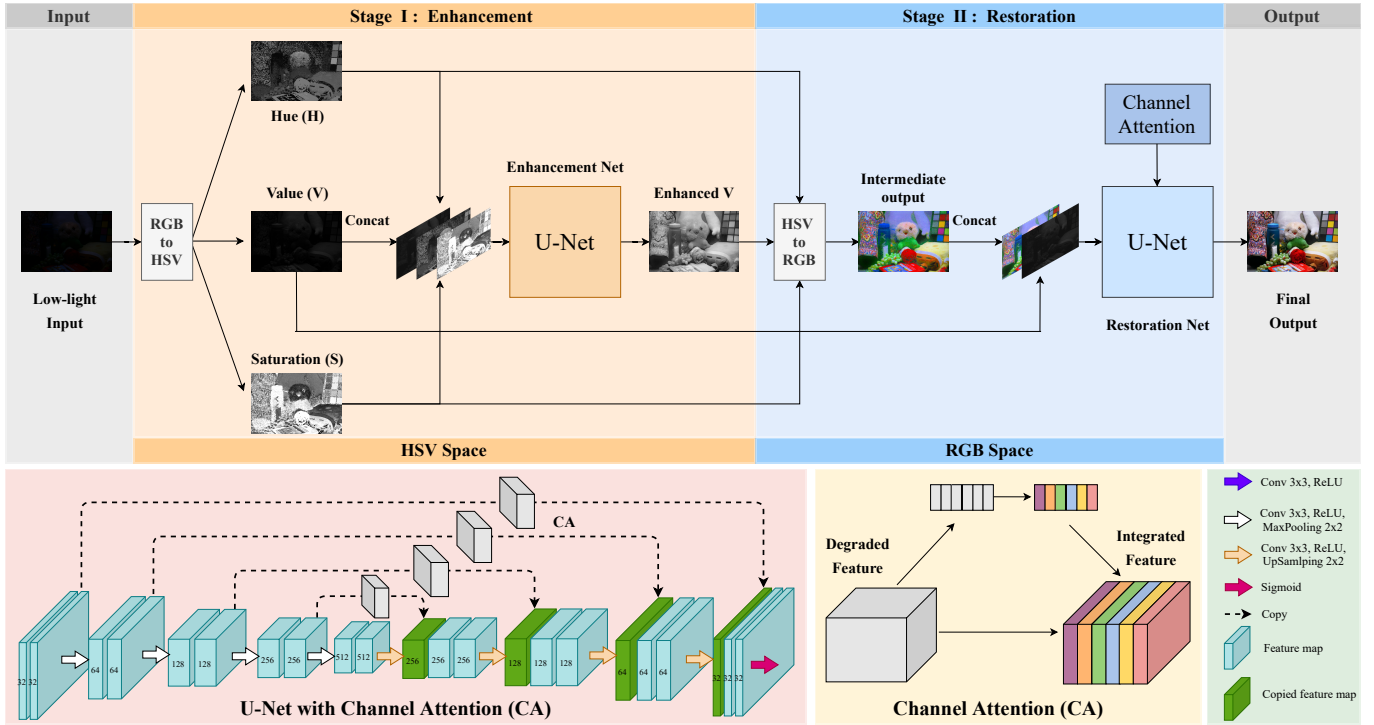 Input
Stage I : Enhancement
Stage II : Restoration
Output
Hue (H)
Channel
Attention
Enhancement Net
Value (V)
Enhanced V
Intermediate
output
RGB
to
HSV
Concat
U-Net
HSV
to
RGB
Concat
U-Net
Low-light
Input
Final
Output
Restoration Net
Saturation (S)
HSV Space
RGB Space
CA
32 32
64 64
128 128
256 256
512 512
256 256 256
128 128 128
64 64 64
32 32 32
U-Net with Channel Attention (CA)
Degraded
Feature
Integrated
Feature
Channel Attention (CA)
Conv 3x3, ReLU
Conv 3x3, ReLU,
MaxPooling 2x2
Conv 3x3, ReLU,
UpSamlping 2x2
Sigmoid
Copy
Feature map
Copied feature map